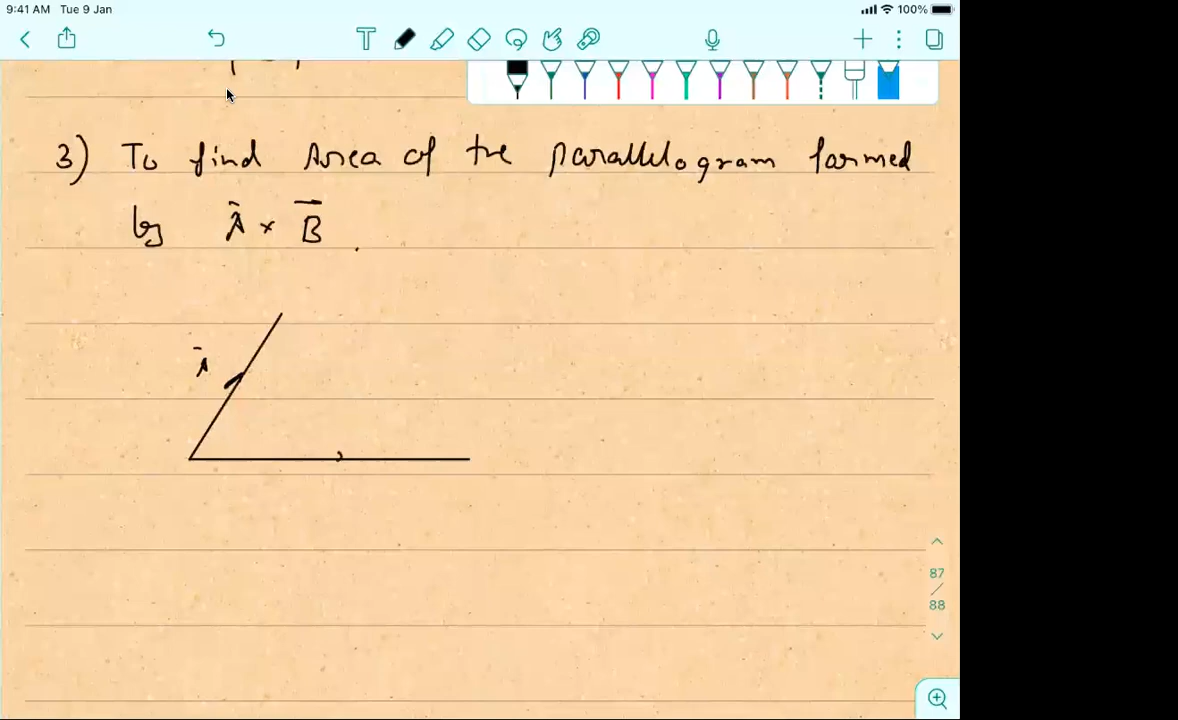 9:41 AM Tue 9 Jan 100%
3) To find Area of the parallelogram formed
by A̅ × B̅ .
A̅
87
/
88